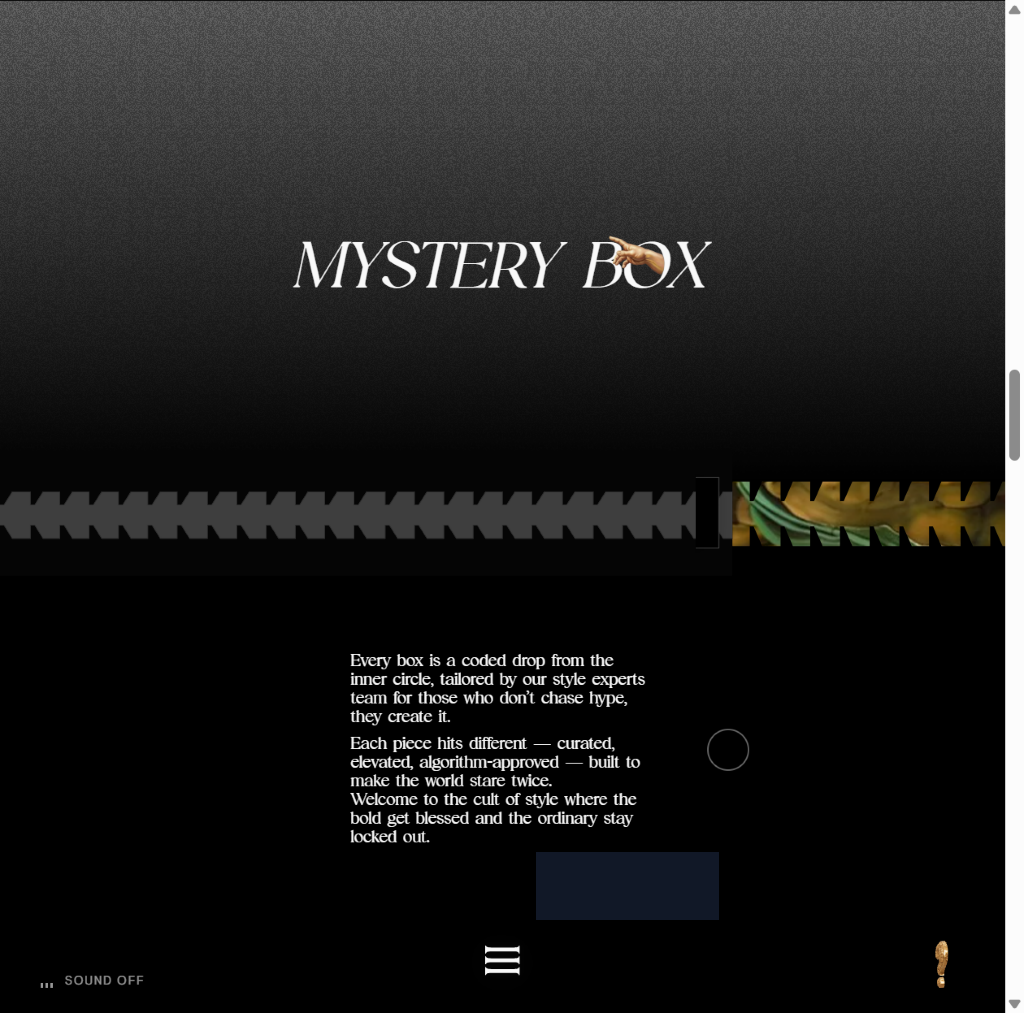 MYSTERY BOX
Every box is a coded drop from the
inner circle, tailored by our style experts
team for those who don’t chase hype,
they create it.
Each piece hits different — curated,
elevated, algorithm-approved — built to
make the world stare twice.
Welcome to the cult of style where the
bold get blessed and the ordinary stay
locked out.
SOUND OFF